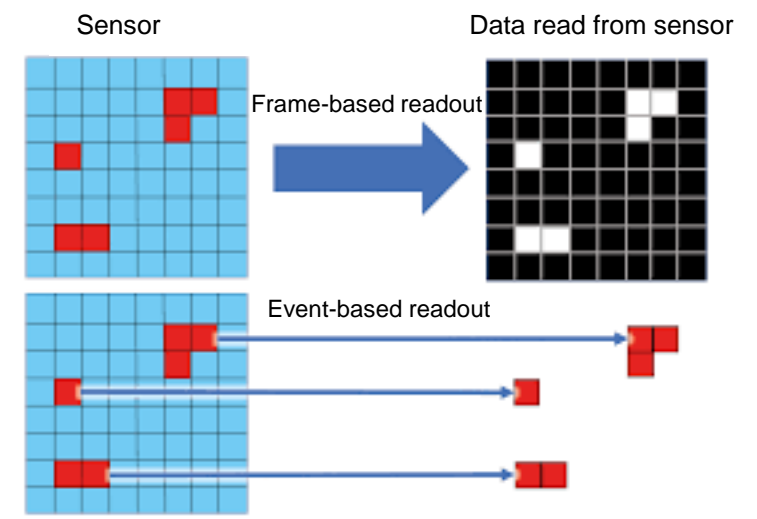 Sensor
Data read from sensor
Frame-based readout
Event-based readout